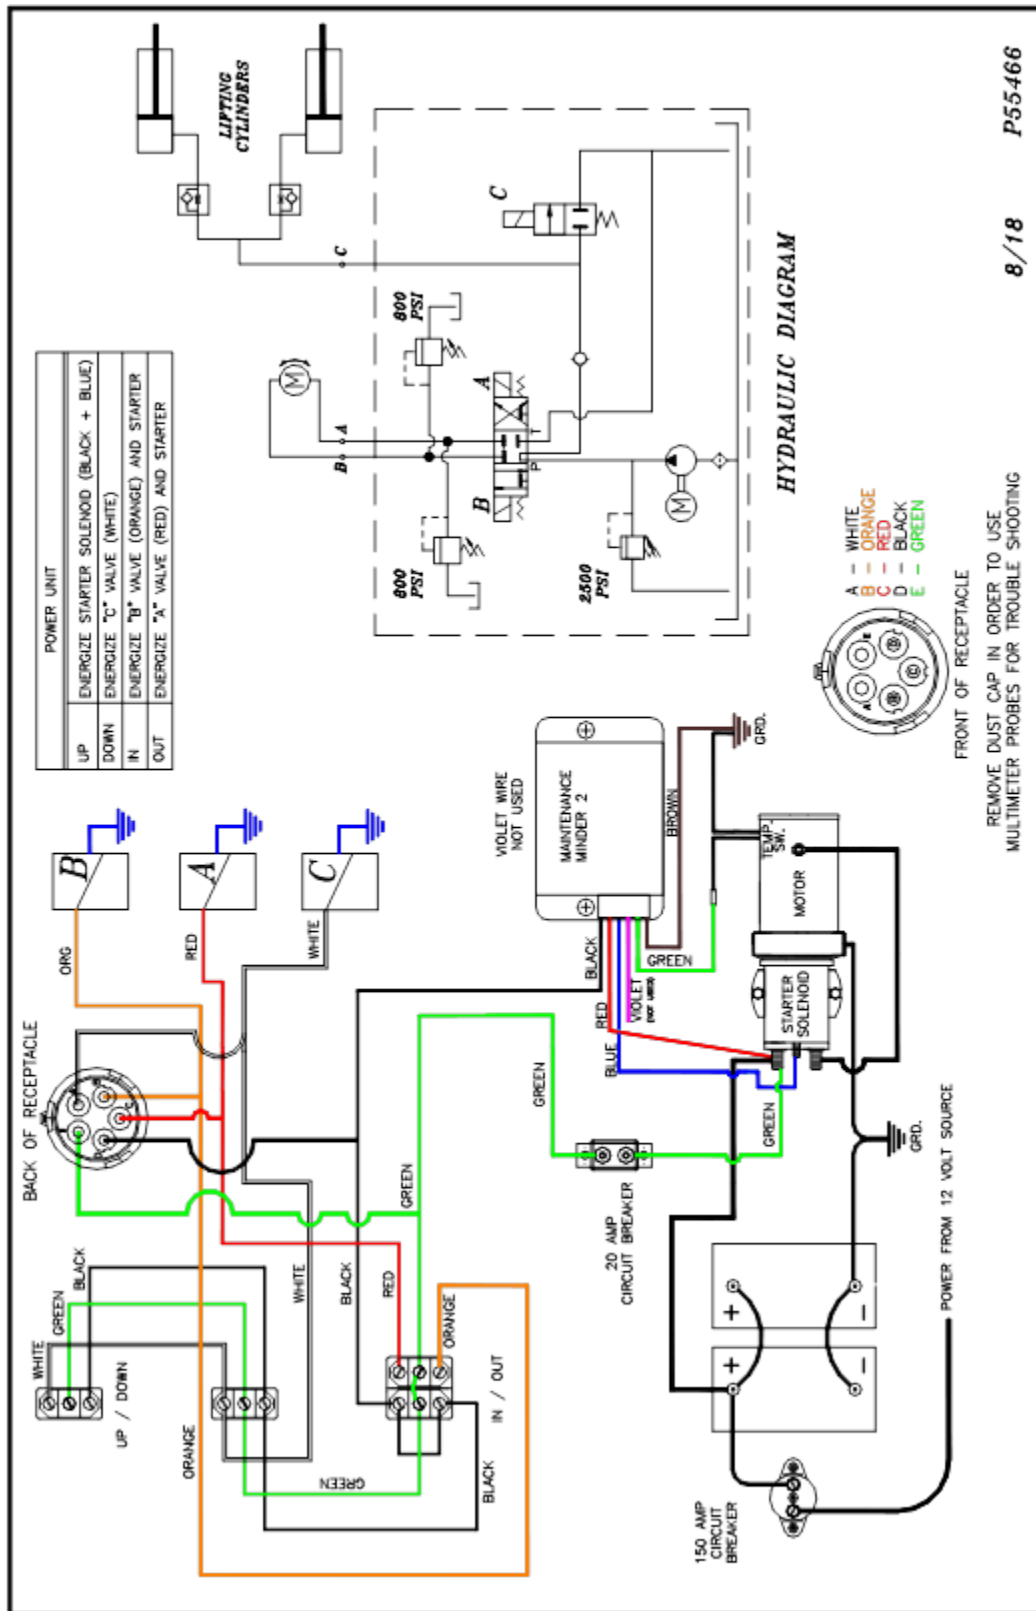 BACK OF RECEPTACLE
WHITE
GREEN
BLACK
UP / DOWN
ORANGE
GREEN
BLACK
WHITE
BLACK
RED
GREEN
ORANGE
IN / OUT
ORG
RED
WHITE
B
A
C
A
B
C
D
E
POWER UNIT
UP ENERGIZE STARTER SOLENOID (BLACK + BLUE)
DOWN ENERGIZE "C" VALVE (WHITE)
IN ENERGIZE "B" VALVE (ORANGE) AND STARTER
OUT ENERGIZE "A" VALVE (RED) AND STARTER
LIFTING
CYLINDERS
C
B
A
M
800
PSI
800
PSI
B
A
P
T
C
2500
PSI
M
HYDRAULIC DIAGRAM
VIOLET WIRE
NOT USED
MAINTENANCE
MINDER 2
BLACK
RED
BLUE
VIOLET
(NOT USED)
GREEN
BROWN
GRD.
GREEN
GREEN
20 AMP
CIRCUIT BREAKER
TEMP.
SW.
MOTOR
STARTER
SOLENOID
GRD.
+
+
-
-
150 AMP
CIRCUIT
BREAKER
POWER FROM 12 VOLT SOURCE
A
E
C
A - WHITE
B - ORANGE
C - RED
D - BLACK
E - GREEN
FRONT OF RECEPTACLE
REMOVE DUST CAP IN ORDER TO USE
MULTIMETER PROBES FOR TROUBLE SHOOTING
8/18
P55466